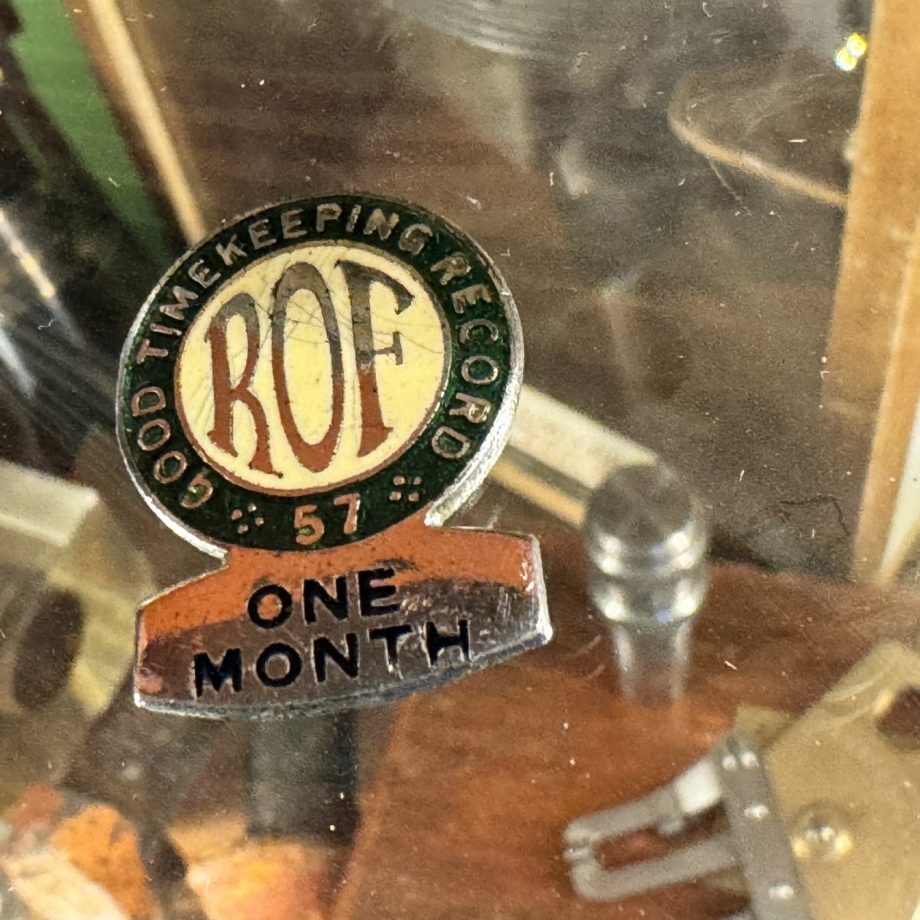 GOOD TIMEKEEPING RECORD
ROF
57
ONE
MONTH